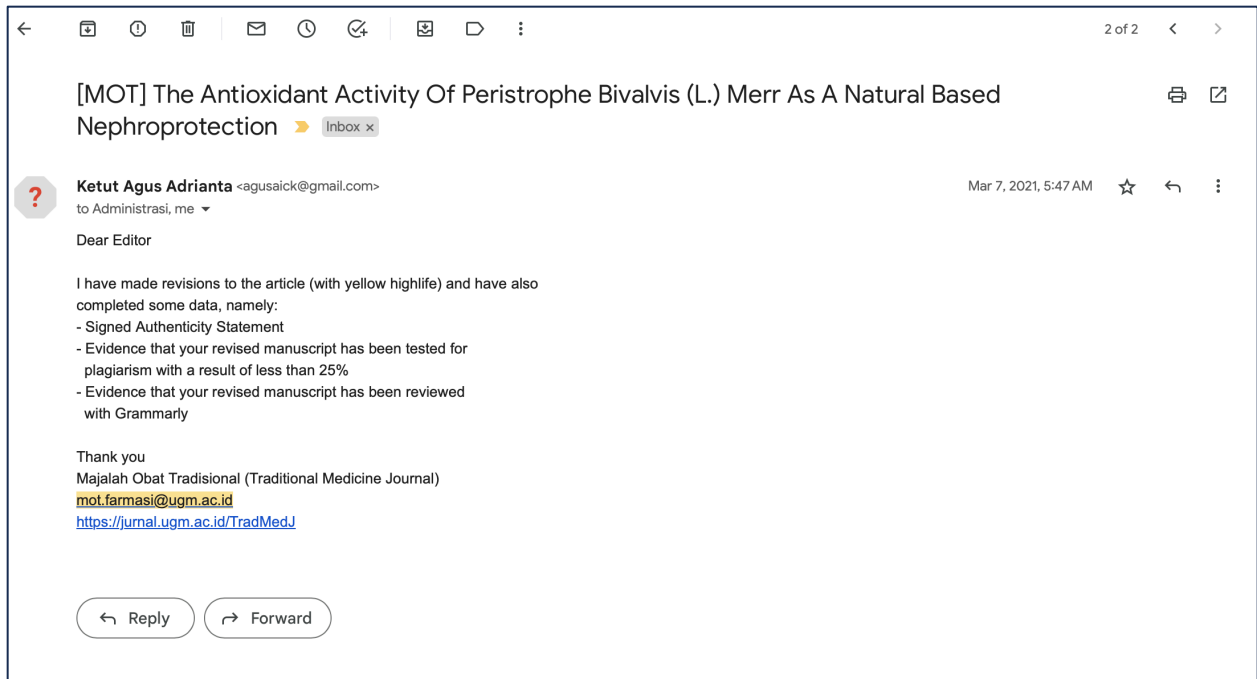 2 of 2
[MOT] The Antioxidant Activity Of Peristrophe Bivalvis (L.) Merr As A Natural Based
Nephroprotection Inbox x
Ketut Agus Adrianta <agusaick@gmail.com> Mar 7, 2021, 5:47 AM
?
to Administrasi, me
Dear Editor
I have made revisions to the article (with yellow highlife) and have also
completed some data, namely:
- Signed Authenticity Statement
- Evidence that your revised manuscript has been tested for
plagiarism with a result of less than 25%
- Evidence that your revised manuscript has been reviewed
with Grammarly
Thank you
Majalah Obat Tradisional (Traditional Medicine Journal)
mot.farmasi@ugm.ac.id
https://jurnal.ugm.ac.id/TradMedJ
Reply Forward